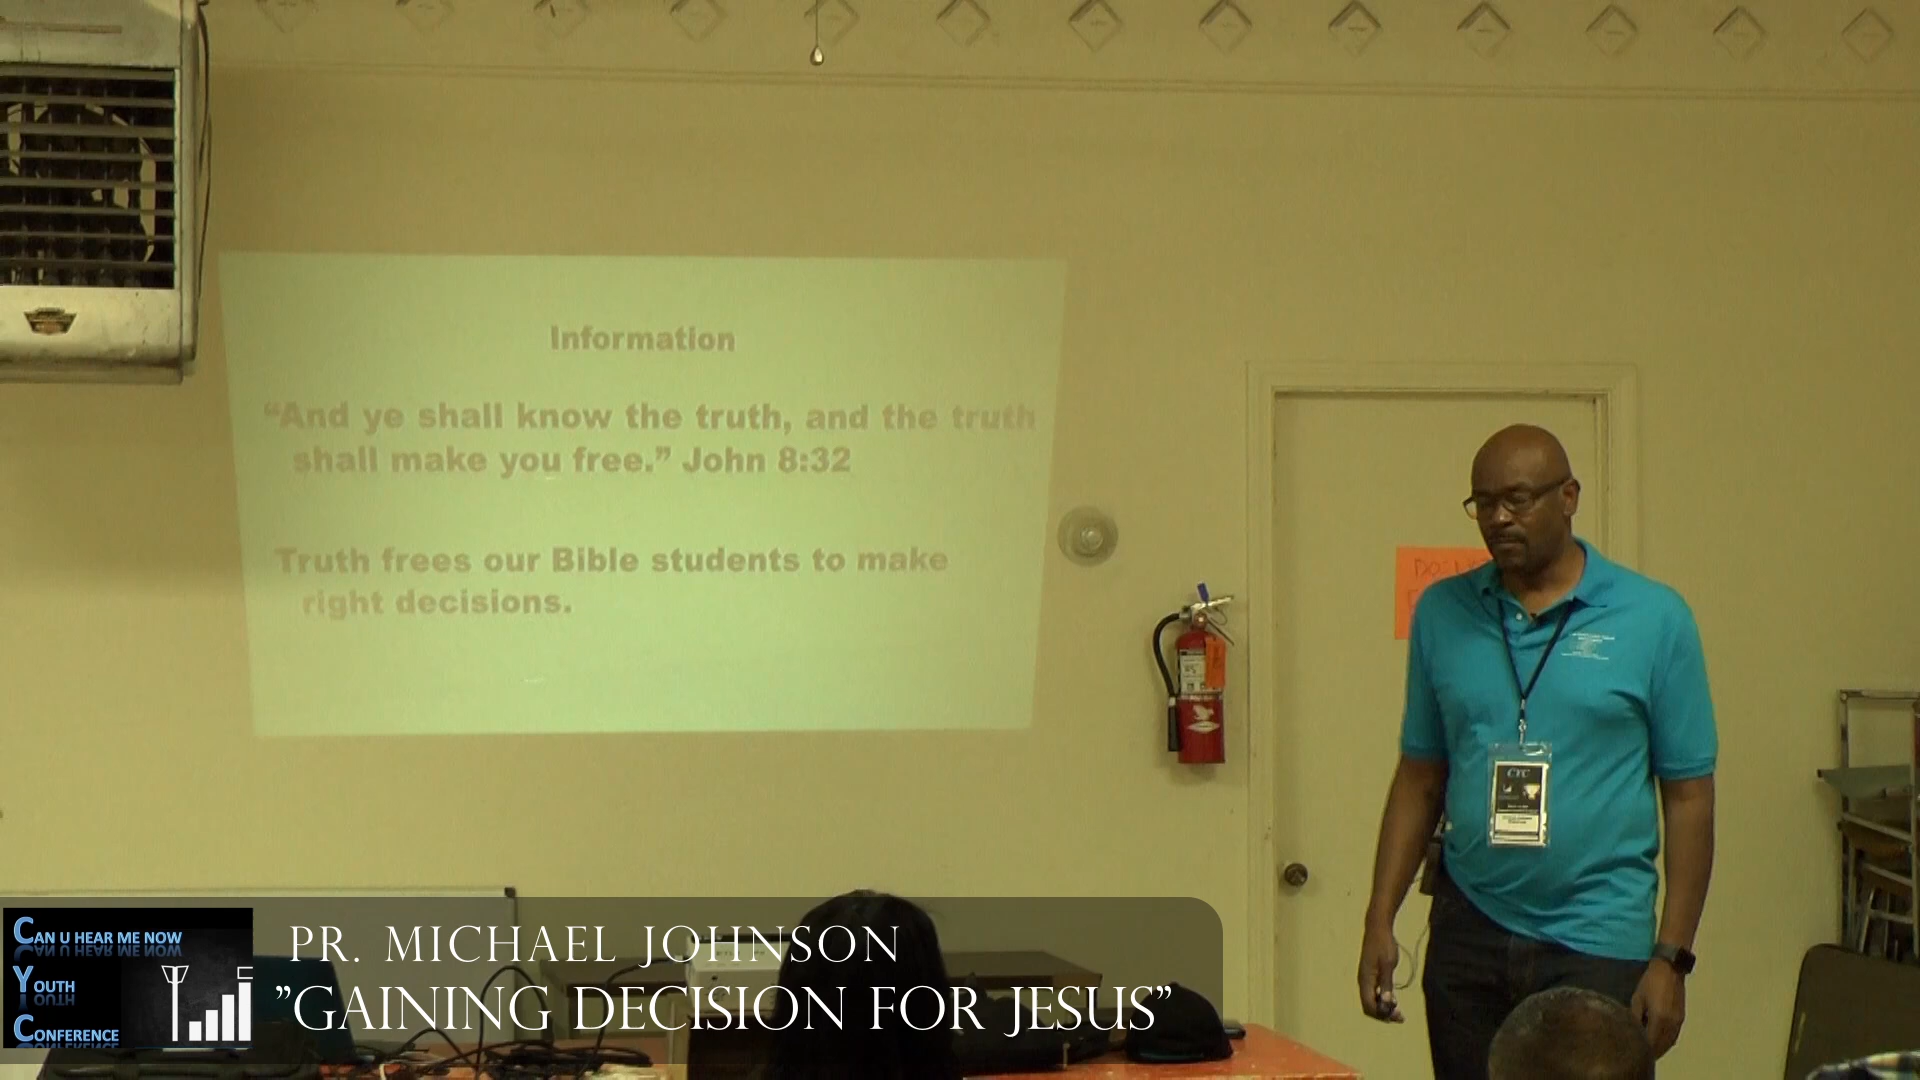 Information
“And ye shall know the truth, and the truth
shall make you free.” John 8:32
Truth frees our Bible students to make
right decisions.
CYC
CAN U HEAR ME NOW
YOUTH
CONFERENCE
PR. MICHAEL JOHNSON
”GAINING DECISION FOR JESUS”